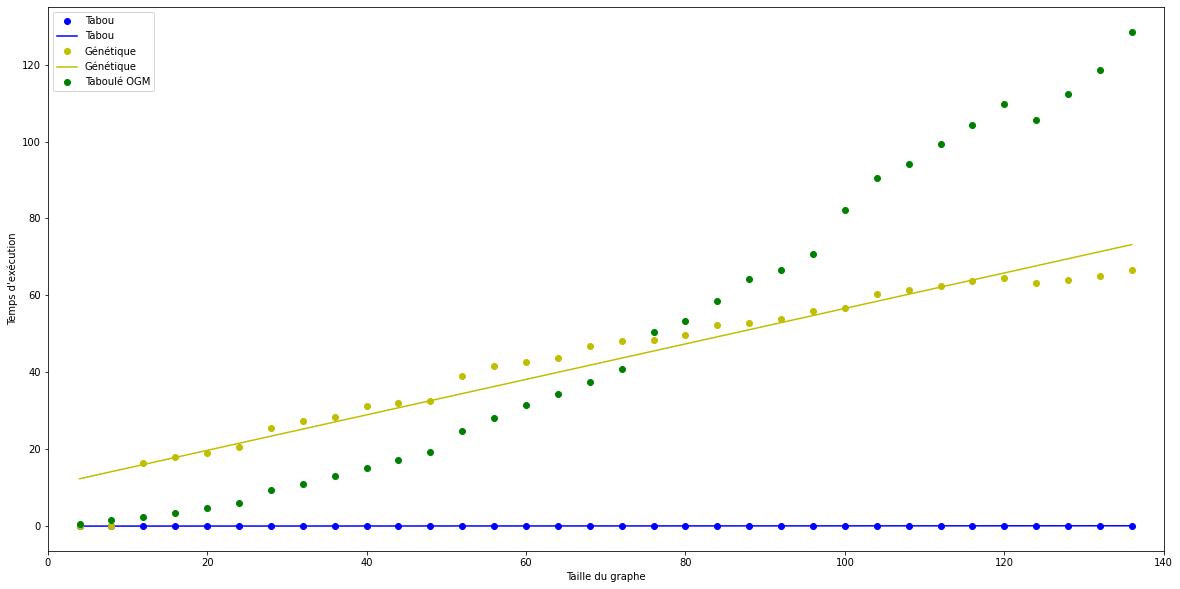 Tabou
Tabou
Génétique
Génétique
Taboulé OGM
120
100
80
60
40
20
0
Temps d'exécution
0 20 40 60 80 100 120 140
Taille du graphe